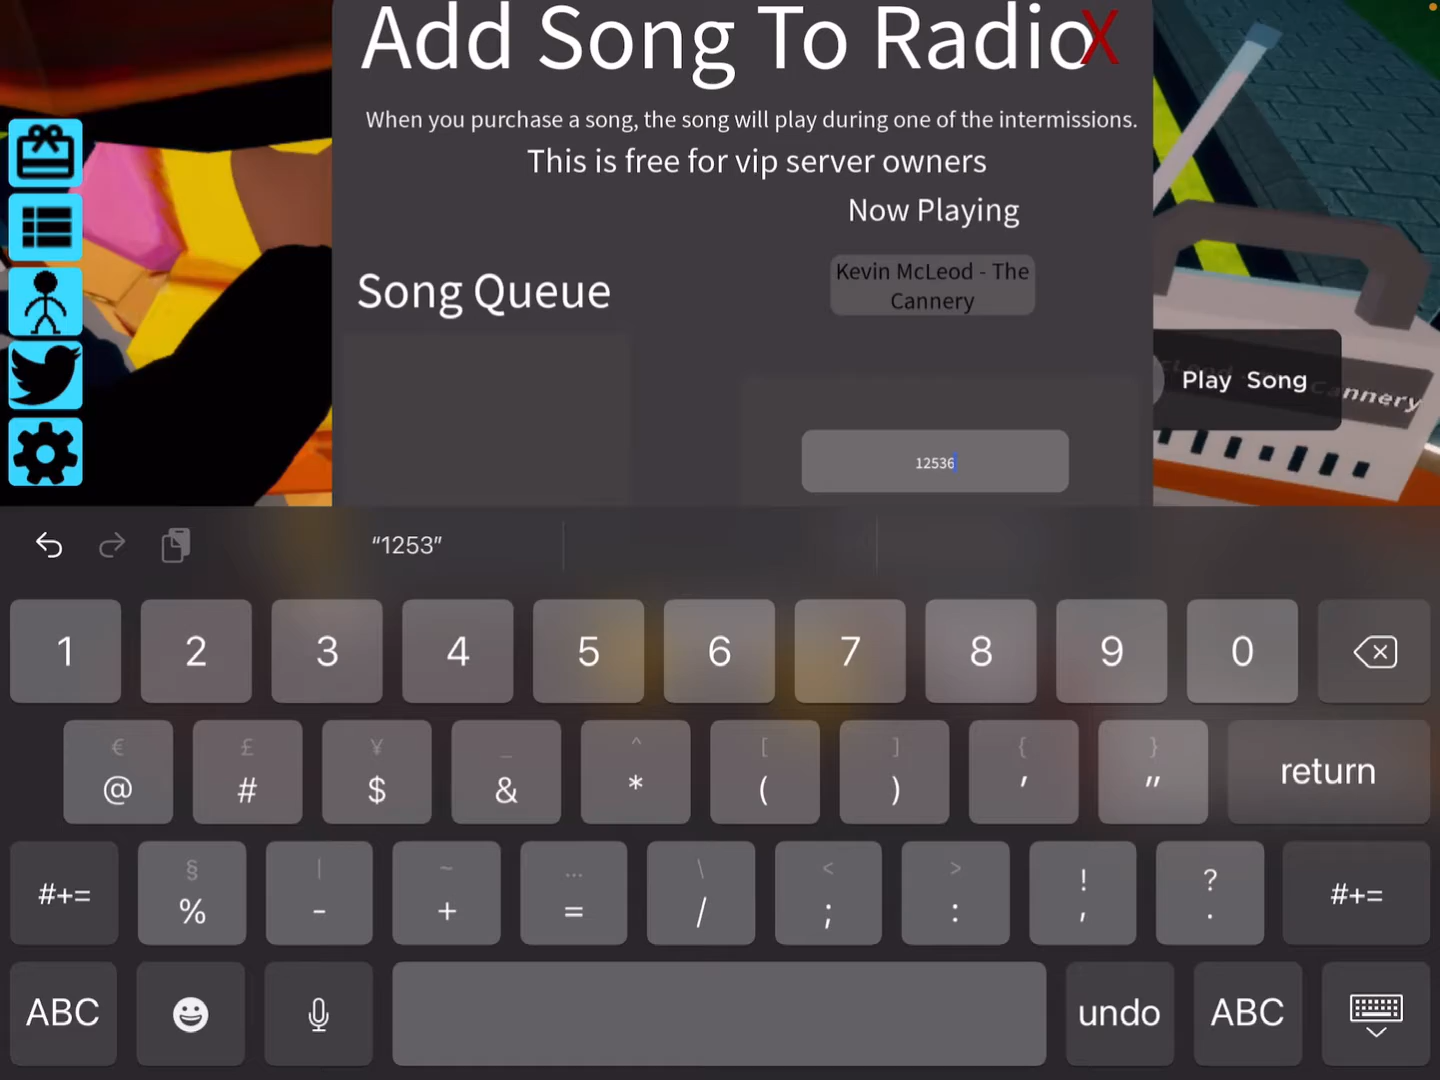 Add Song To Radio
X
When you purchase a song, the song will play during one of the intermissions.
This is free for vip server owners
Now Playing
Kevin McLeod - The
Cannery
Song Queue
Play Song
Cannery
12536
“1253”
1 2 3 4 5 6 7 8 9 0
€ £ ¥ _ ^ [ ] { }
@ # $ & * ( ) ' " return
§ | ~ … \ < > ! ?
#+= % - + = / ; : , . #+=
ABC undo ABC